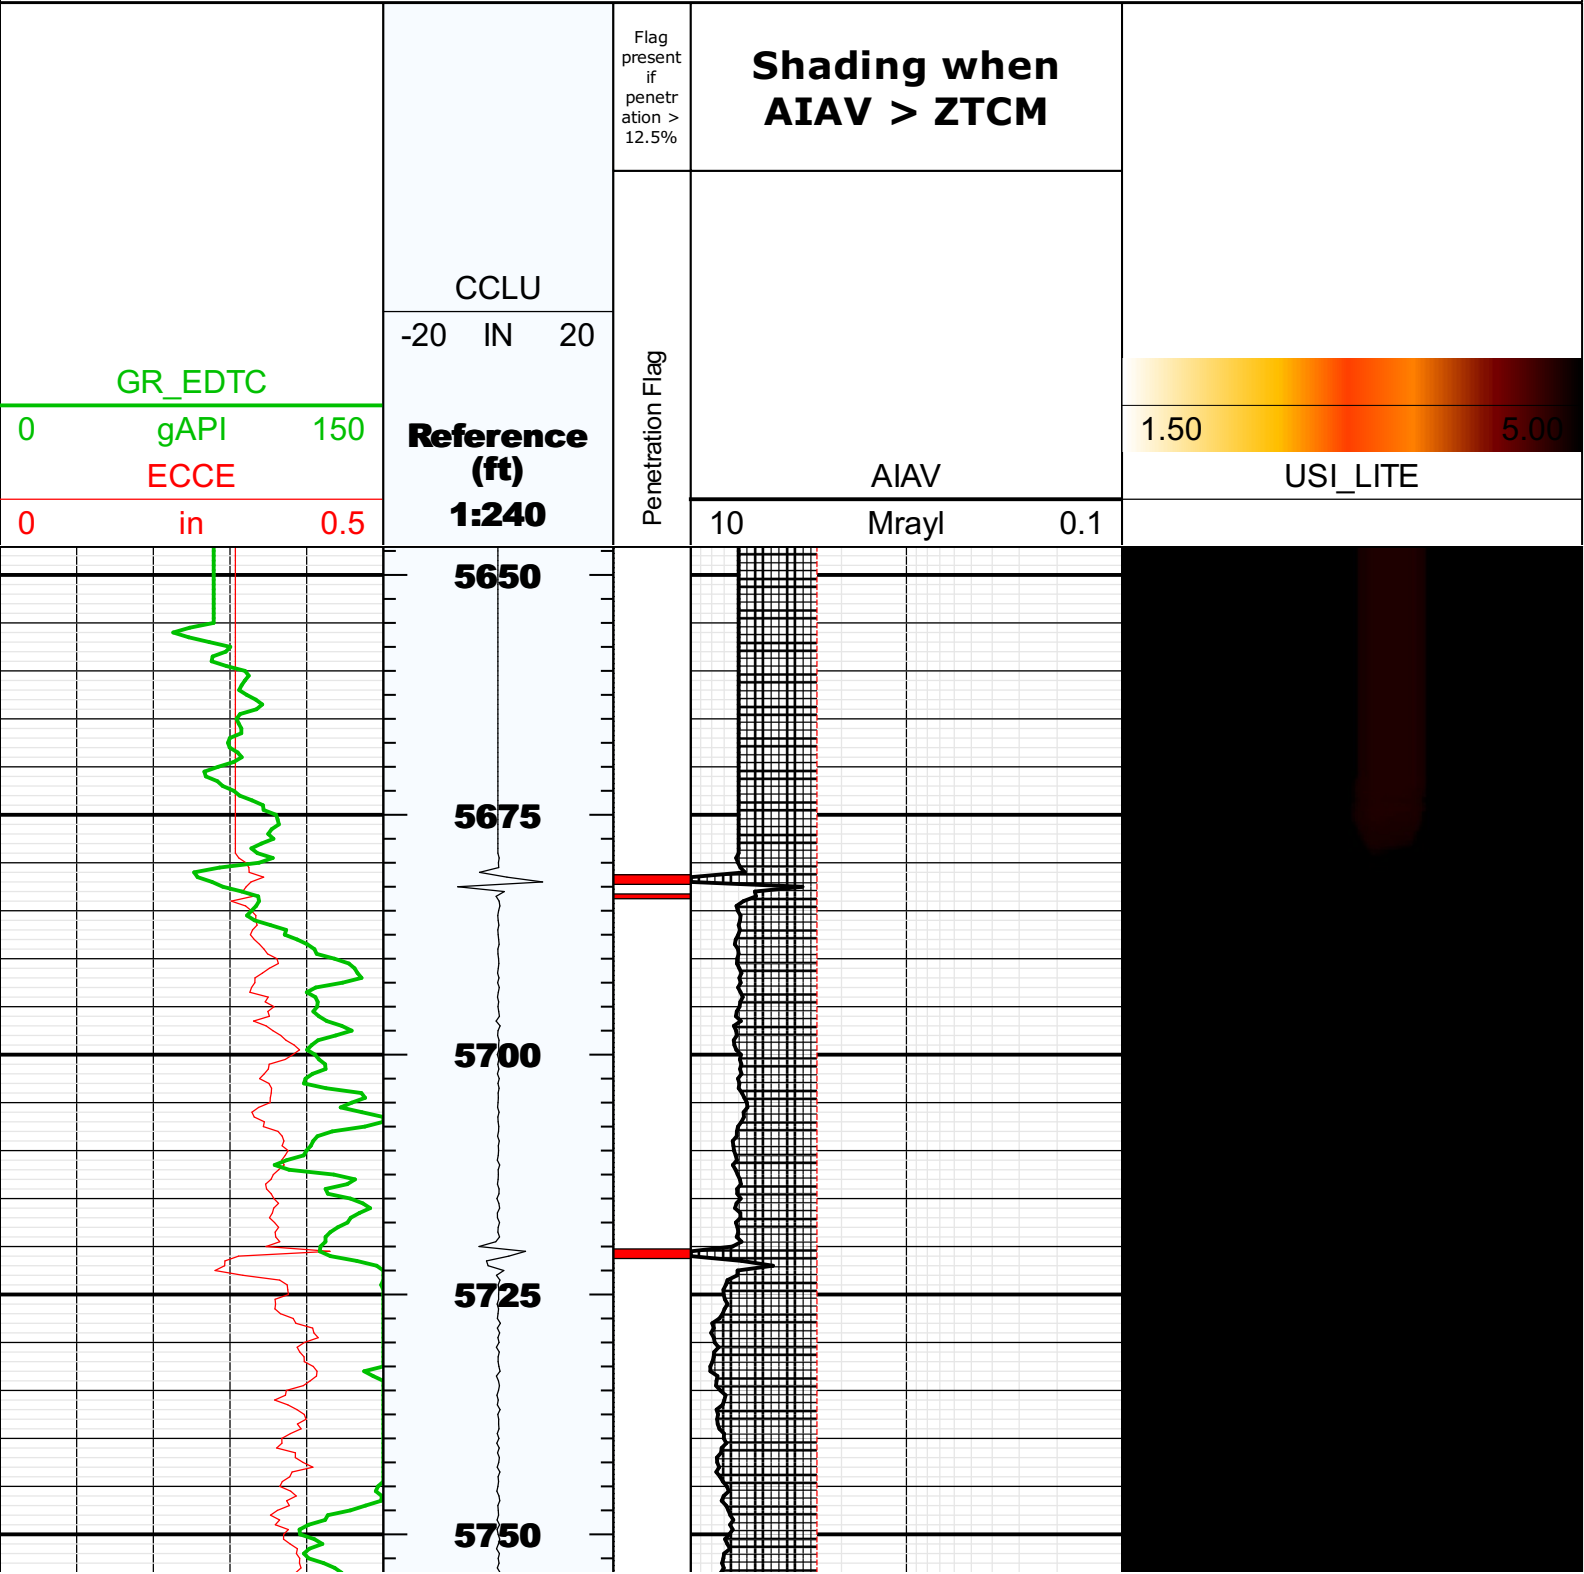 Flag
present
if
penetr
ation >
12.5%
Shading when
AIAV > ZTCM
CCLU
-20 IN 20
GR_EDTC
0 gAPI 150
ECCE
0 in 0.5
Reference
(ft)
1:240
Penetration Flag
AIAV
10 Mrayl 0.1
1.50 5.00
USI_LITE
5650
5675
5700
5725
5750